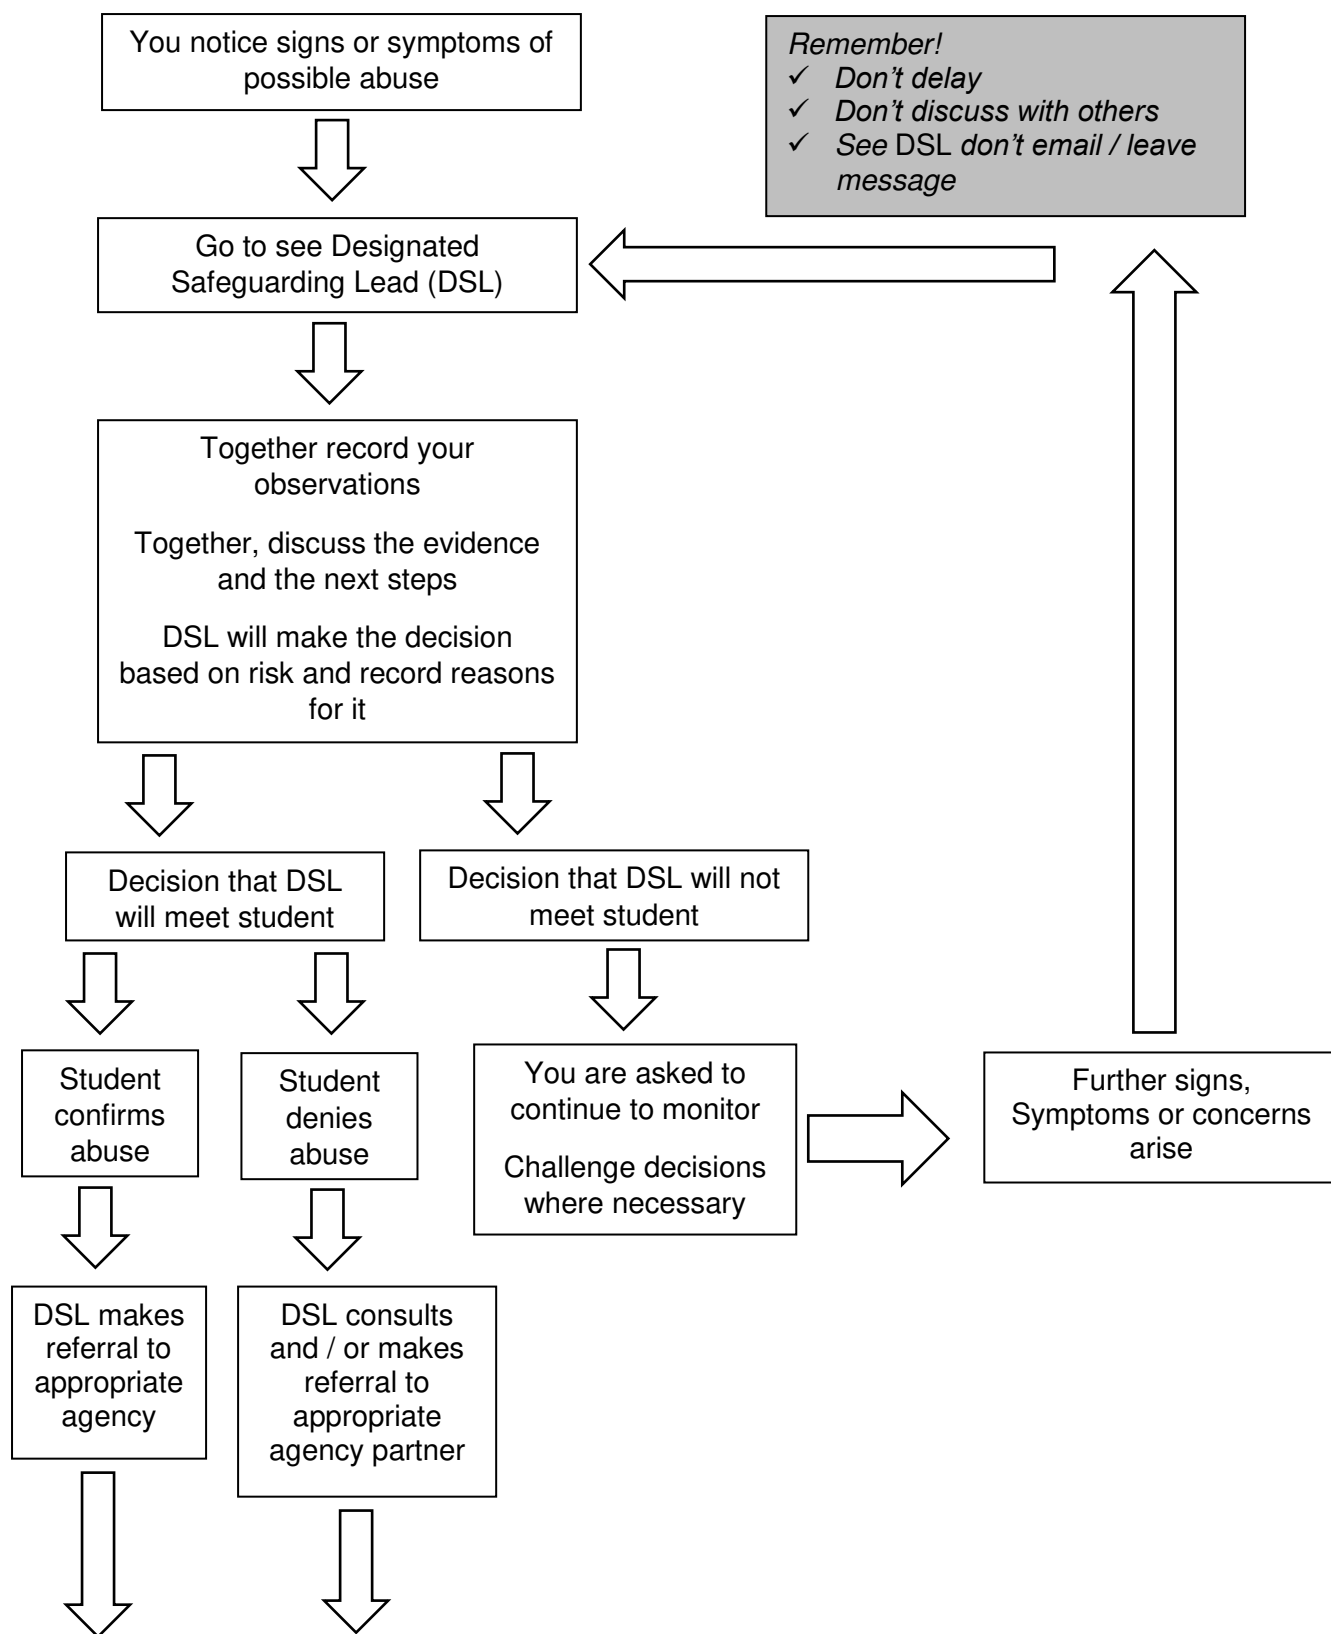 You notice signs or symptoms of
possible abuse
Remember!
✓ Don't delay
✓ Don't discuss with others
✓ See DSL don't email / leave
message
Go to see Designated
Safeguarding Lead (DSL)
Together record your
observations
Together, discuss the evidence
and the next steps
DSL will make the decision
based on risk and record reasons
for it
Decision that DSL
will meet student
Decision that DSL will not
meet student
Student
confirms
abuse
Student
denies
abuse
You are asked to
continue to monitor
Challenge decisions
where necessary
Further signs,
Symptoms or concerns
arise
DSL makes
referral to
appropriate
agency
DSL consults
and / or makes
referral to
appropriate
agency partner